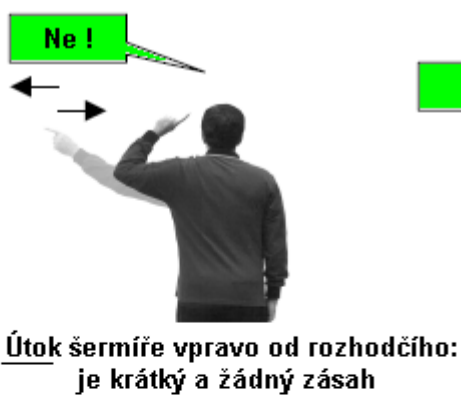 Ne !
Útok šermíře vpravo od rozhodčího:
je krátký a žádný zásah